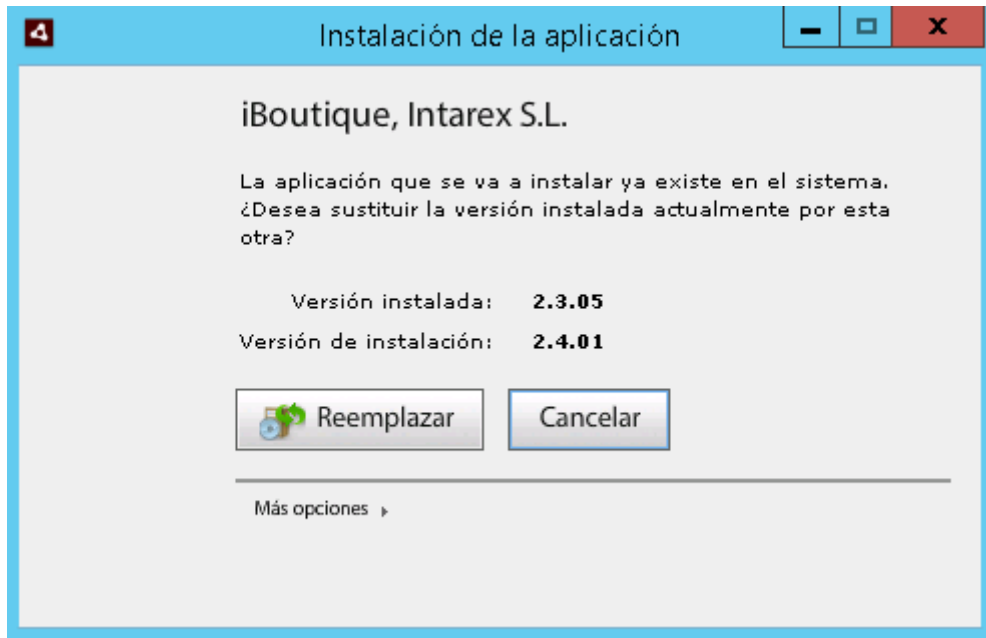 Instalación de la aplicación
iBoutique, Intarex S.L.
La aplicación que se va a instalar ya existe en el sistema.
¿Desea sustituir la versión instalada actualmente por esta
otra?
Versión instalada: 2.3.05
Versión de instalación: 2.4.01
Reemplazar Cancelar
Más opciones